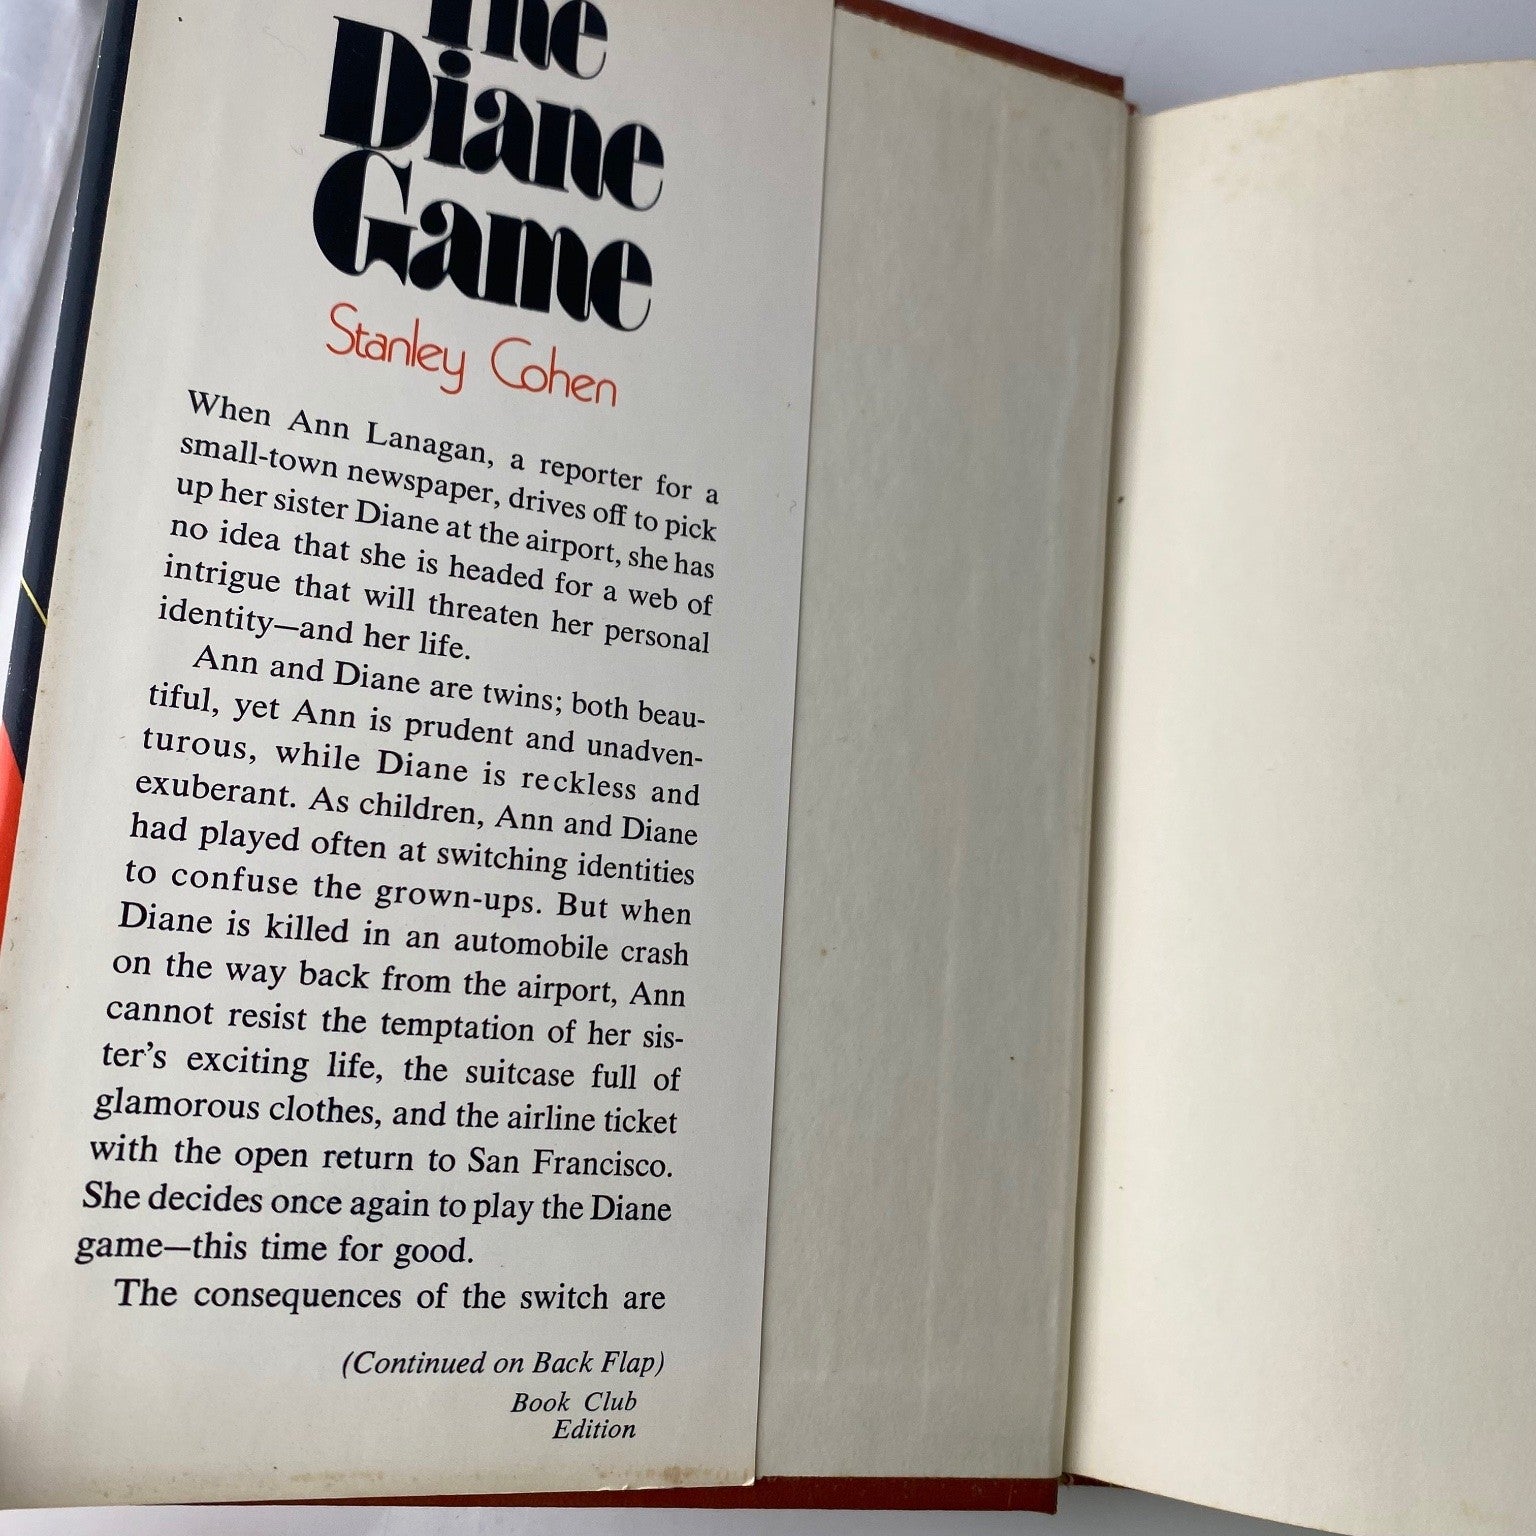 The
Diane
Game
Stanley Cohen
When Ann Lanagan, a reporter for a
small-town newspaper, drives off to pick
up her sister Diane at the airport, she has
no idea that she is headed for a web of
intrigue that will threaten her personal
identity—and her life.
Ann and Diane are twins; both beau-
tiful, yet Ann is prudent and unadven-
turous, while Diane is reckless and
exuberant. As children, Ann and Diane
had played often at switching identities
to confuse the grown-ups. But when
Diane is killed in an automobile crash
on the way back from the airport, Ann
cannot resist the temptation of her sis-
ter's exciting life, the suitcase full of
glamorous clothes, and the airline ticket
with the open return to San Francisco.
She decides once again to play the Diane
game—this time for good.
The consequences of the switch are
(Continued on Back Flap)
Book Club
Edition